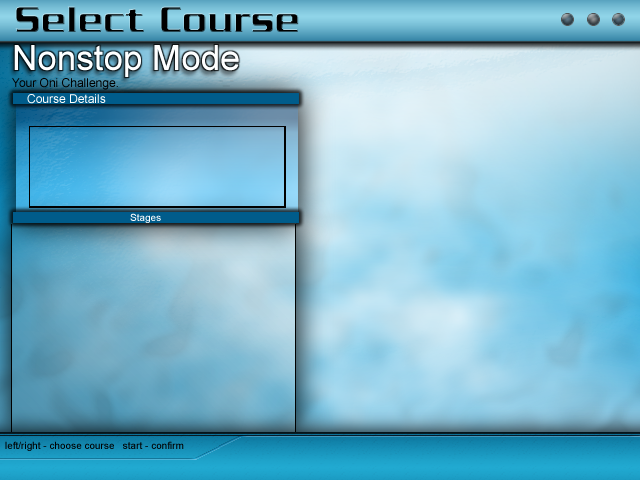 Select Course
Nonstop Mode
Your Oni Challenge.
Course Details
Stages
left/right - choose course   start - confirm